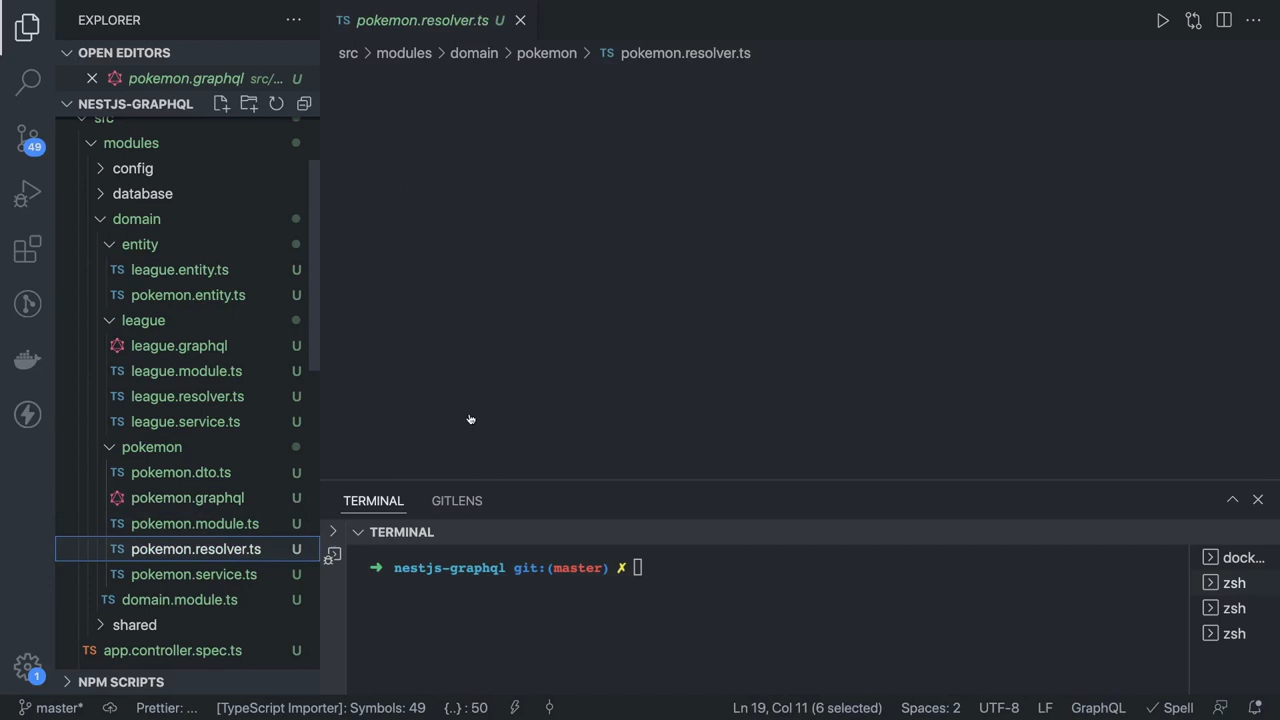 EXPLORER
OPEN EDITORS
pokemon.graphql src/... U
NESTJS-GRAPHQL
src
modules
config
database
domain
entity
TS league.entity.ts U
TS pokemon.entity.ts U
league
league.graphql U
TS league.module.ts U
TS league.resolver.ts U
TS league.service.ts U
pokemon
TS pokemon.dto.ts U
pokemon.graphql U
TS pokemon.module.ts U
TS pokemon.resolver.ts U
TS pokemon.service.ts U
TS domain.module.ts U
shared
TS app.controller.spec.ts U
NPM SCRIPTS
49
1
TS pokemon.resolver.ts U
src > modules > domain > pokemon > TS pokemon.resolver.ts
TERMINAL GITLENS
TERMINAL
➜ nestjs-graphql git:(master) ✗
dock...
zsh
zsh
zsh
master* Prettier: ... [TypeScript Importer]: Symbols: 49 {..} : 50 Ln 19, Col 11 (6 selected) Spaces: 2 UTF-8 LF GraphQL Spell